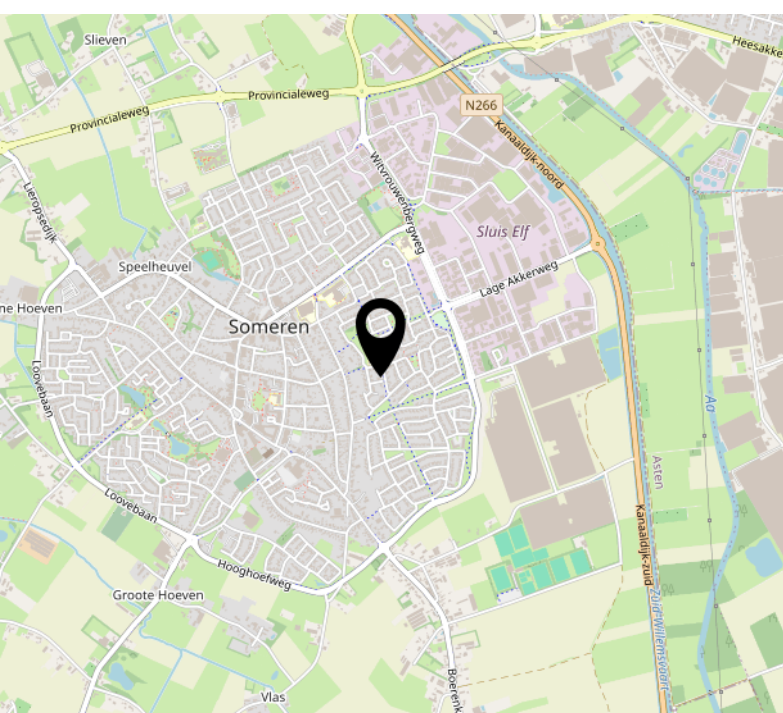 Slieven
Heesakke
Provincialeweg
Provincialeweg
N266
Kanaaldijk-noord
Witvrouwenbergweg
Lieropsedijk
Sluis Elf
Speelheuvel
Lage Akkerweg
ne Hoeven
Someren
Loovebaan
Aa
Asten
Loovebaan
Kanaaldijk-zuid
Hooghoefweg
Groote Hoeven
Zuid-Willemsvaart
Boerenk
Vlas